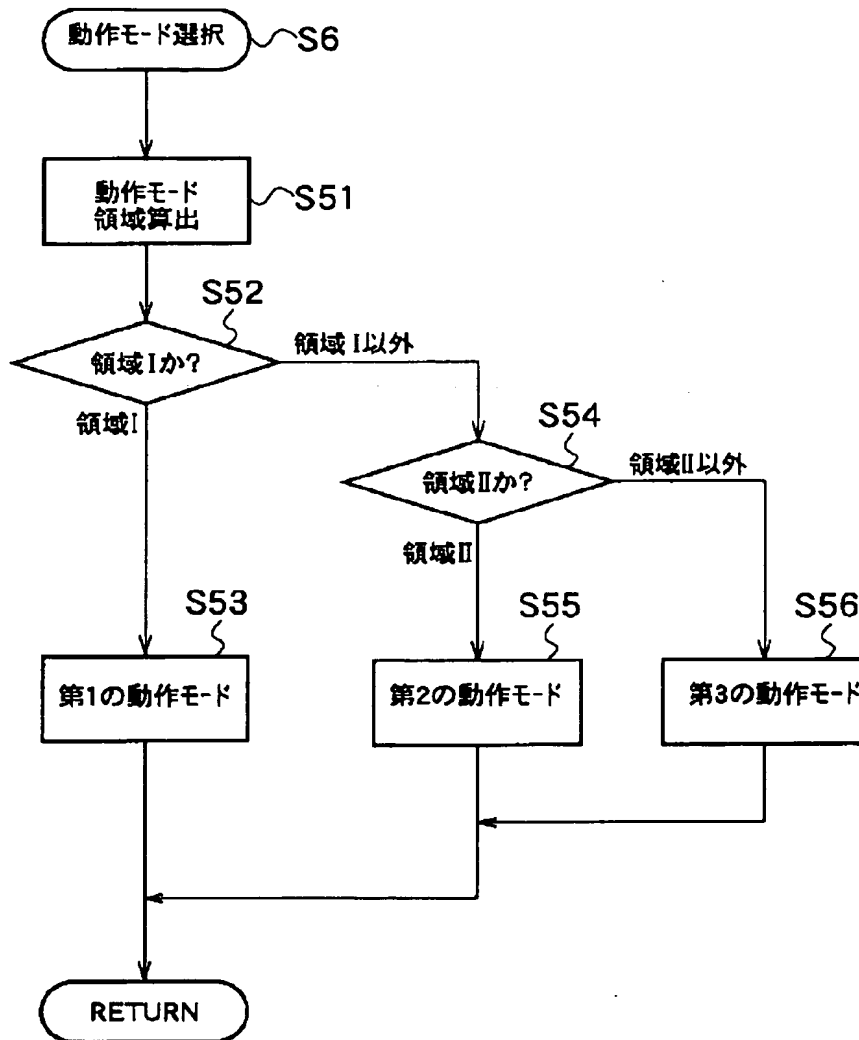 動作モード選択
S6
動作モード
領域算出
S51
S52
領域Iか?
領域I以外
領域I
S54
領域IIか?
領域II以外
領域II
S53
第1の動作モード
S55
第2の動作モード
S56
第3の動作モード
RETURN